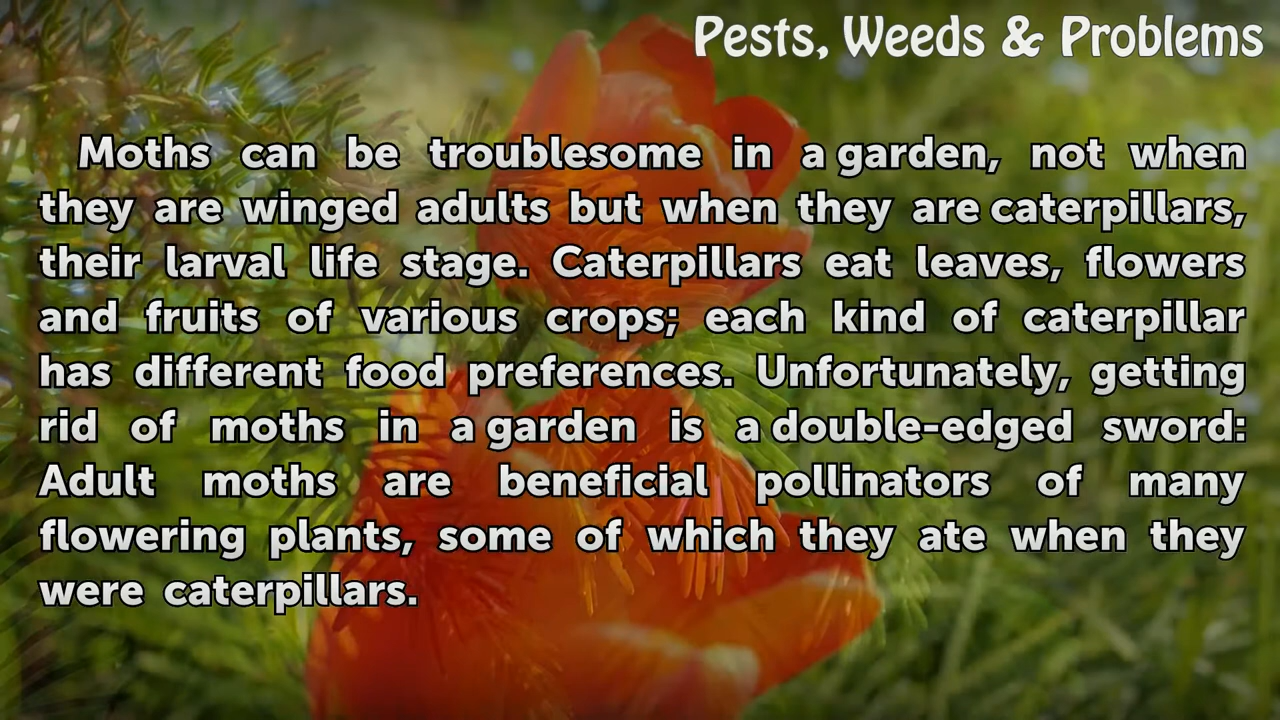 Pests, Weeds & Problems
Moths can be troublesome in a garden, not when
they are winged adults but when they are caterpillars,
their larval life stage. Caterpillars eat leaves, flowers
and fruits of various crops; each kind of caterpillar
has different food preferences. Unfortunately, getting
rid of moths in a garden is a double-edged sword:
Adult moths are beneficial pollinators of many
flowering plants, some of which they ate when they
were caterpillars.